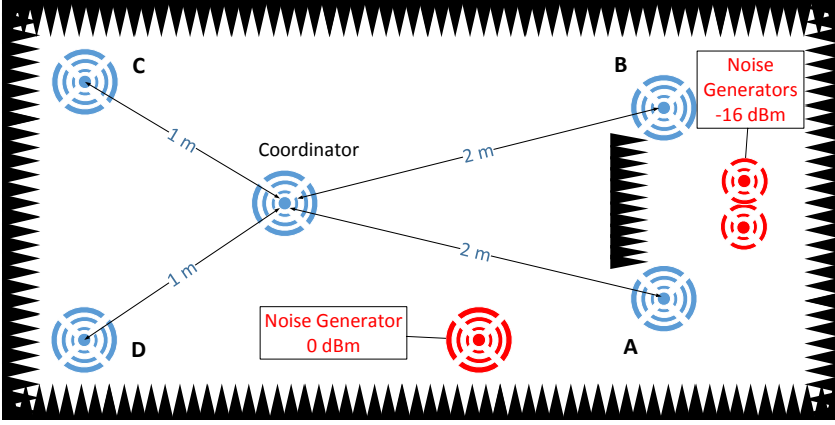 C
B
Noise
Generators
-16 dBm
1 m
Coordinator
2 m
2 m
1 m
Noise Generator
0 dBm
D
A